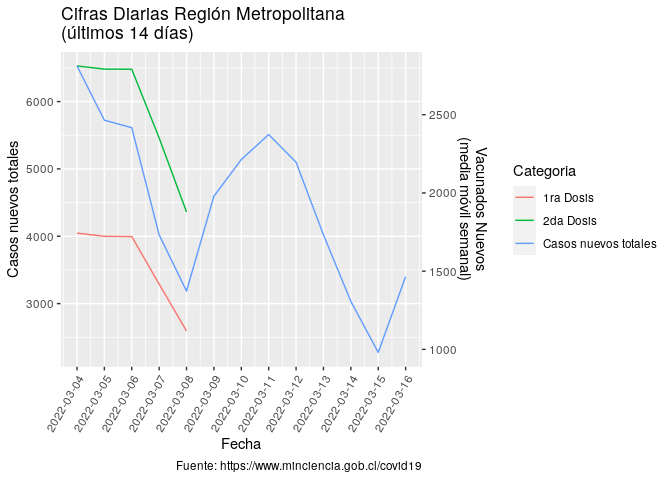 Cifras Diarias Región Metropolitana
(últimos 14 días)
Casos nuevos totales
6000
5000
4000
3000
2500
2000
1500
1000
Vacunados Nuevos
(media móvil semanal)
2022-03-04
2022-03-05
2022-03-06
2022-03-07
2022-03-08
2022-03-09
2022-03-10
2022-03-11
2022-03-12
2022-03-13
2022-03-14
2022-03-15
2022-03-16
Fecha
Fuente: https://www.minciencia.gob.cl/covid19
Categoria
1ra Dosis
2da Dosis
Casos nuevos totales